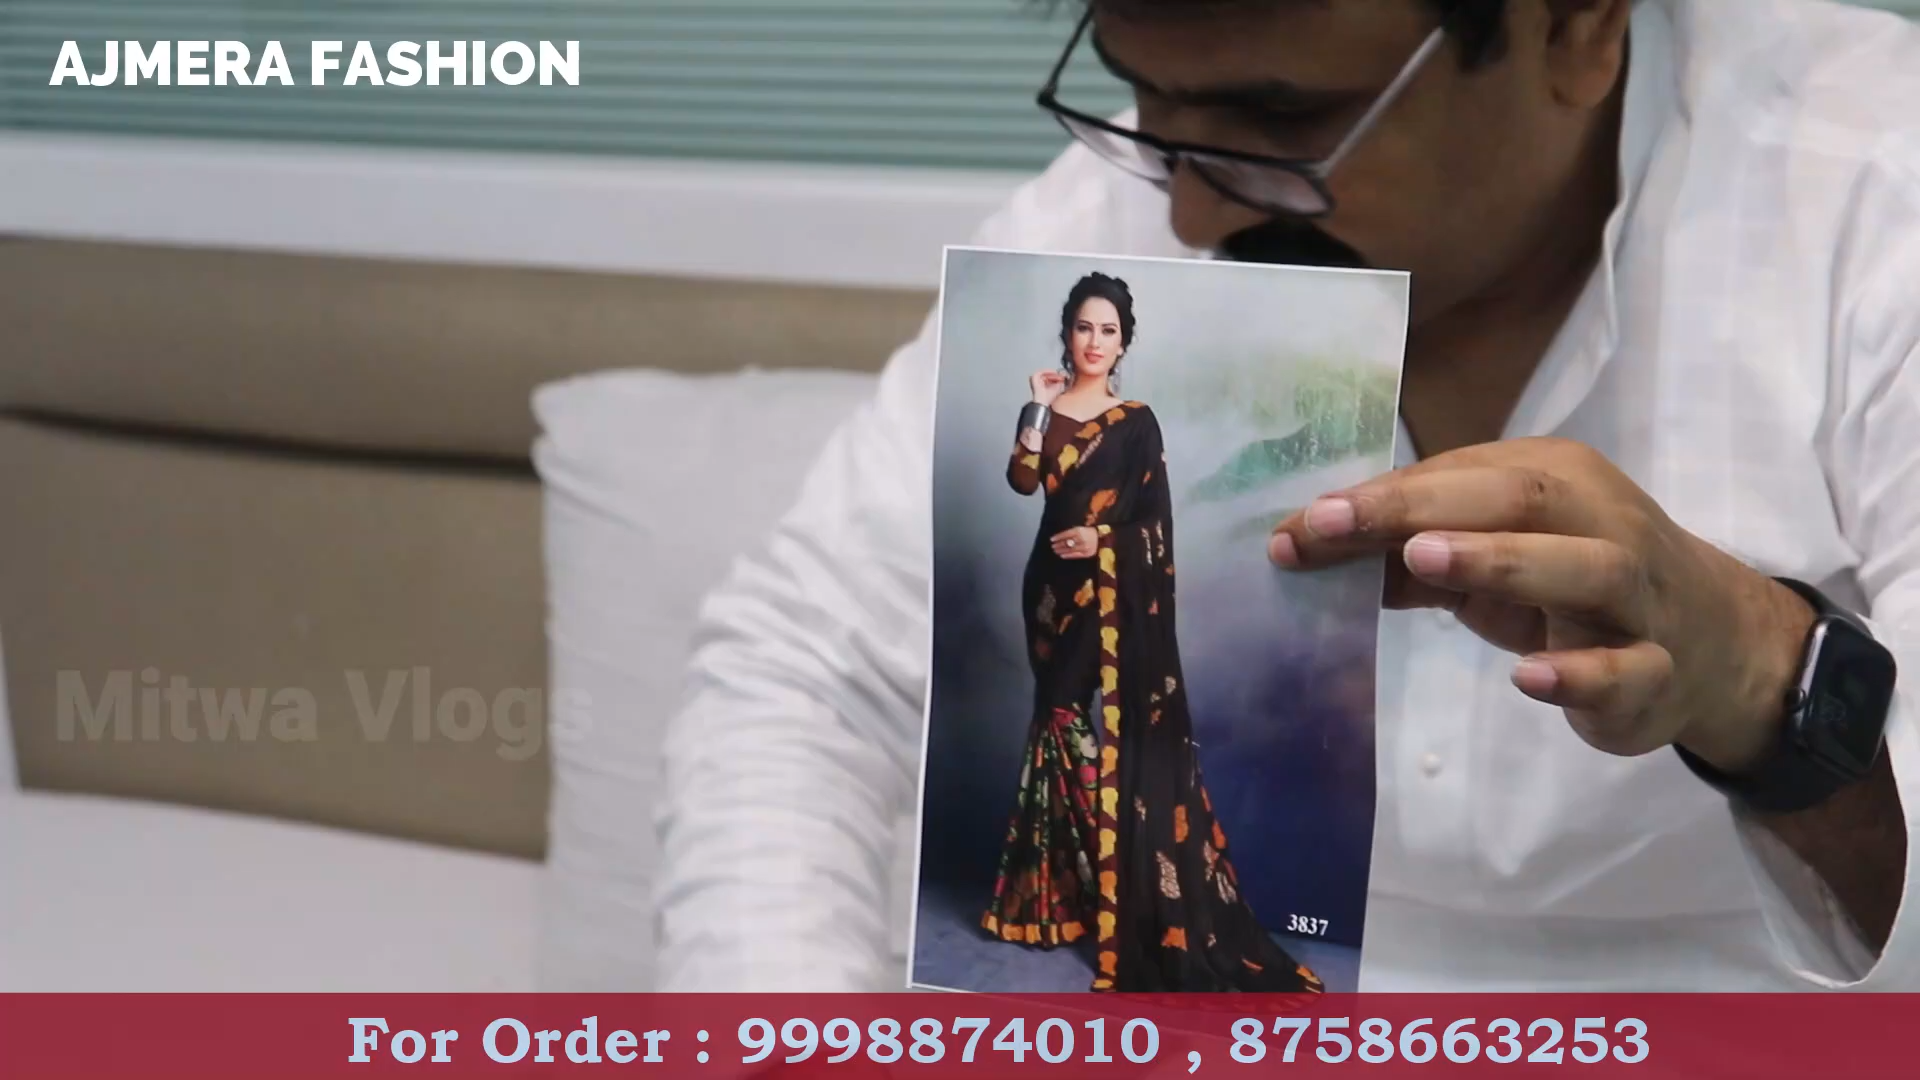 AJMERA FASHION
Mitwa Vlogs
3837
For Order : 9998874010 , 8758663253